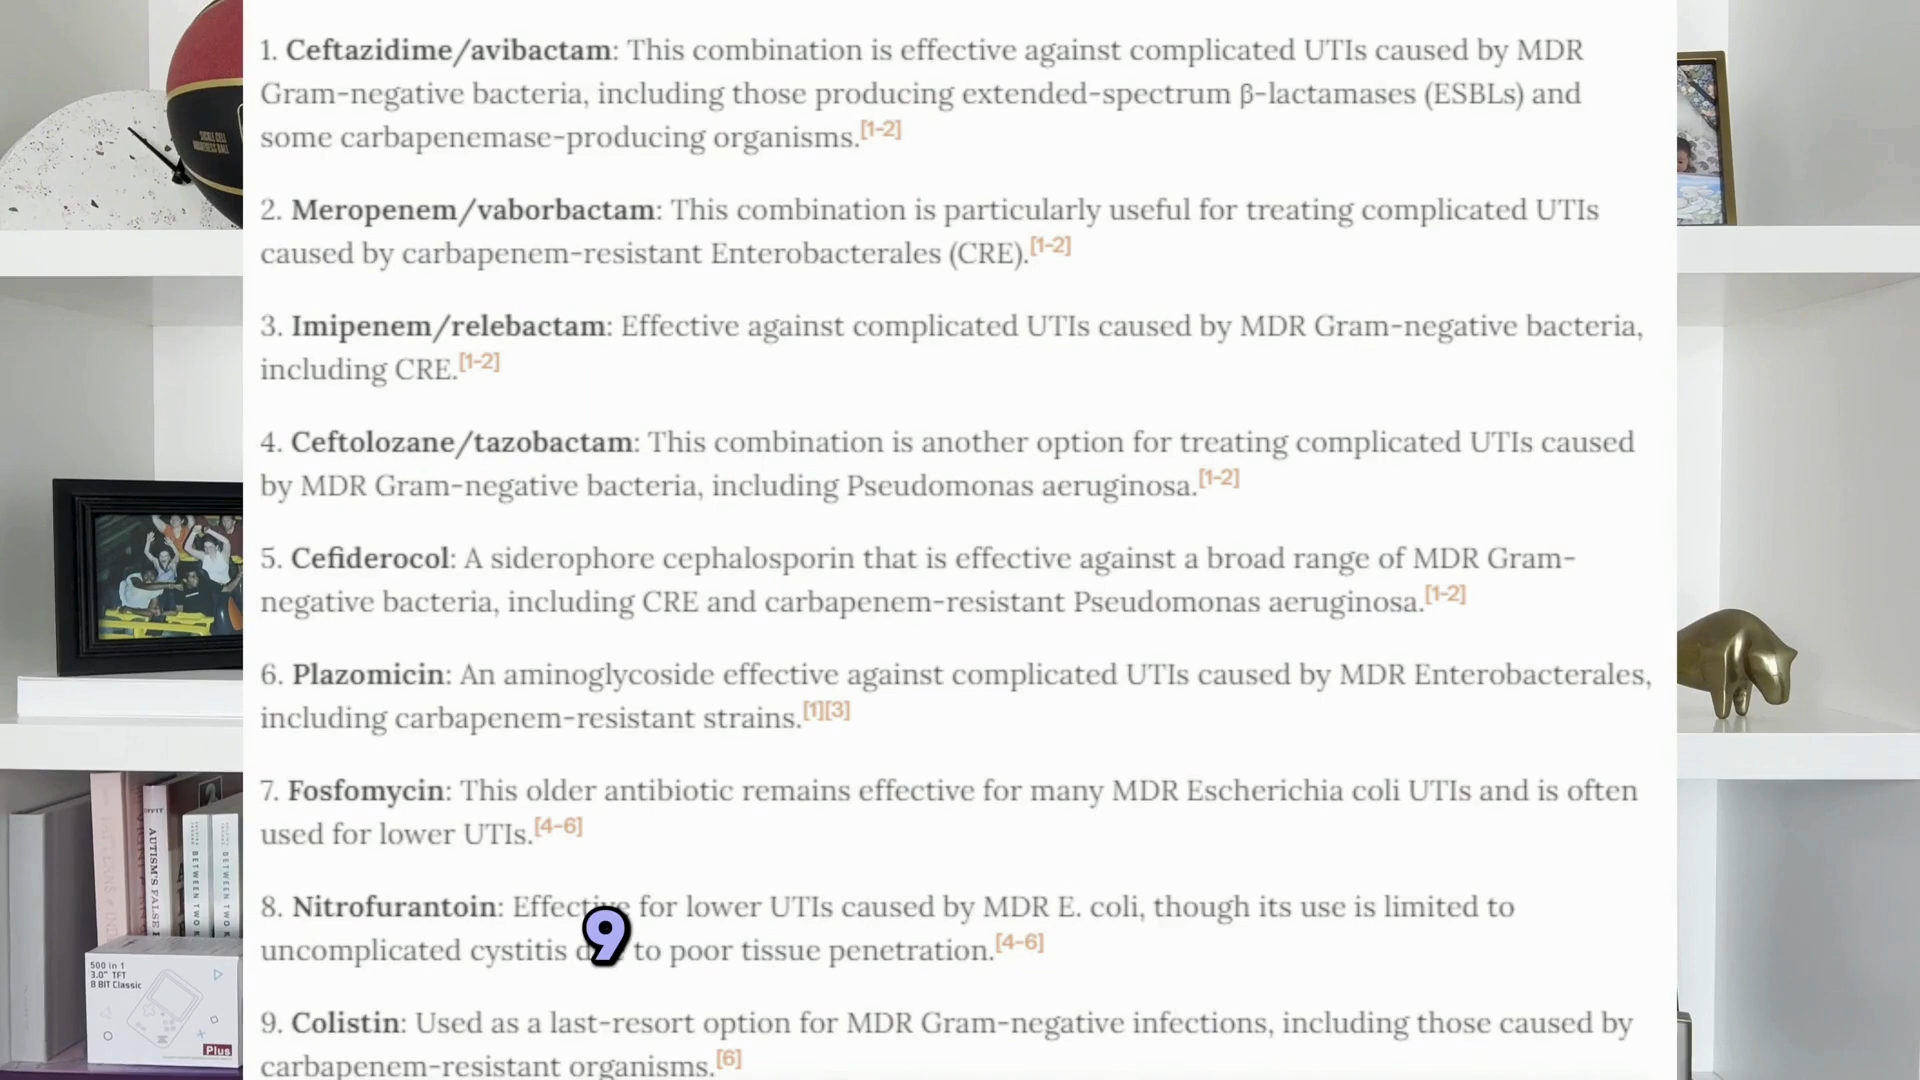 1. Ceftazidime/avibactam: This combination is effective against complicated UTIs caused by MDR
Gram-negative bacteria, including those producing extended-spectrum β-lactamases (ESBLs) and
some carbapenemase-producing organisms.[1-2]
2. Meropenem/vaborbactam: This combination is particularly useful for treating complicated UTIs
caused by carbapenem-resistant Enterobacterales (CRE).[1-2]
3. Imipenem/relebactam: Effective against complicated UTIs caused by MDR Gram-negative bacteria,
including CRE.[1-2]
4. Ceftolozane/tazobactam: This combination is another option for treating complicated UTIs caused
by MDR Gram-negative bacteria, including Pseudomonas aeruginosa.[1-2]
5. Cefiderocol: A siderophore cephalosporin that is effective against a broad range of MDR Gram-
negative bacteria, including CRE and carbapenem-resistant Pseudomonas aeruginosa.[1-2]
6. Plazomicin: An aminoglycoside effective against complicated UTIs caused by MDR Enterobacterales,
including carbapenem-resistant strains.[1][3]
7. Fosfomycin: This older antibiotic remains effective for many MDR Escherichia coli UTIs and is often
used for lower UTIs.[4-6]
8. Nitrofurantoin: Effective for lower UTIs caused by MDR E. coli, though its use is limited to
uncomplicated cystitis to poor tissue penetration.[4-6]
9
9. Colistin: Used as a last-resort option for MDR Gram-negative infections, including those caused by
carbapenem-resistant organisms.[6]
SICKLE CELL
AUTISM'S FALSE
BETWEEN TWO
BETWEEN TWO
500 in 1
3.0" TFT
8 BIT Classic
Plus